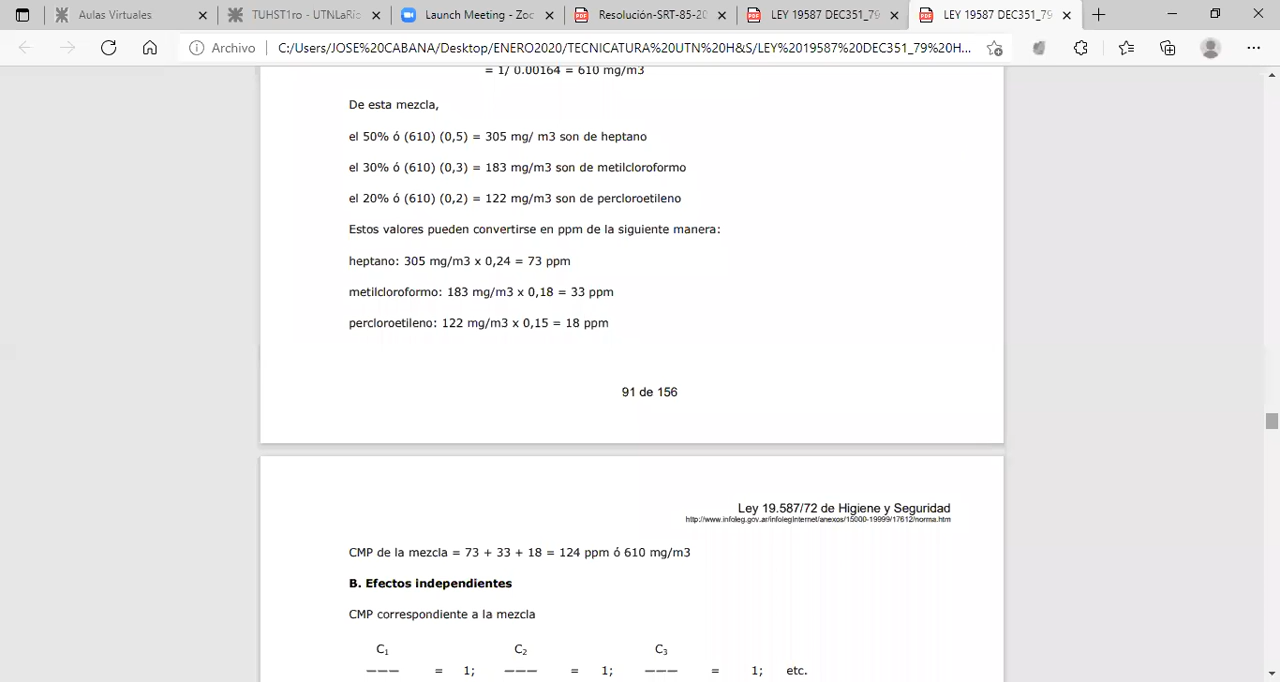 Aulas Virtuales
TUHST1ro - UTNLaRio
Launch Meeting - Zoo
Resolución-SRT-85-20
LEY 19587 DEC351_79
LEY 19587 DEC351_79
Archivo
C:/Users/JOSE%20CABANA/Desktop/ENERO2020/TECNICATURA%20UTN%20H&S/LEY%2019587%20DEC351_79%20H...
= 1/ 0.00164 = 610 mg/m3
De esta mezcla,
el 50% ó (610) (0,5) = 305 mg/ m3 son de heptano
el 30% ó (610) (0,3) = 183 mg/m3 son de metilcloroformo
el 20% ó (610) (0,2) = 122 mg/m3 son de percloroetileno
Estos valores pueden convertirse en ppm de la siguiente manera:
heptano: 305 mg/m3 x 0,24 = 73 ppm
metilcloroformo: 183 mg/m3 x 0,18 = 33 ppm
percloroetileno: 122 mg/m3 x 0,15 = 18 ppm
91 de 156
Ley 19.587/72 de Higiene y Seguridad
http://www.infoleg.gov.ar/infolegInternet/anexos/15000-19999/17612/norma.htm
CMP de la mezcla = 73 + 33 + 18 = 124 ppm ó 610 mg/m3
B. Efectos independientes
CMP correspondiente a la mezcla
C₁ C₂ C₃
─── = 1; ─── = 1; ─── = 1; etc.